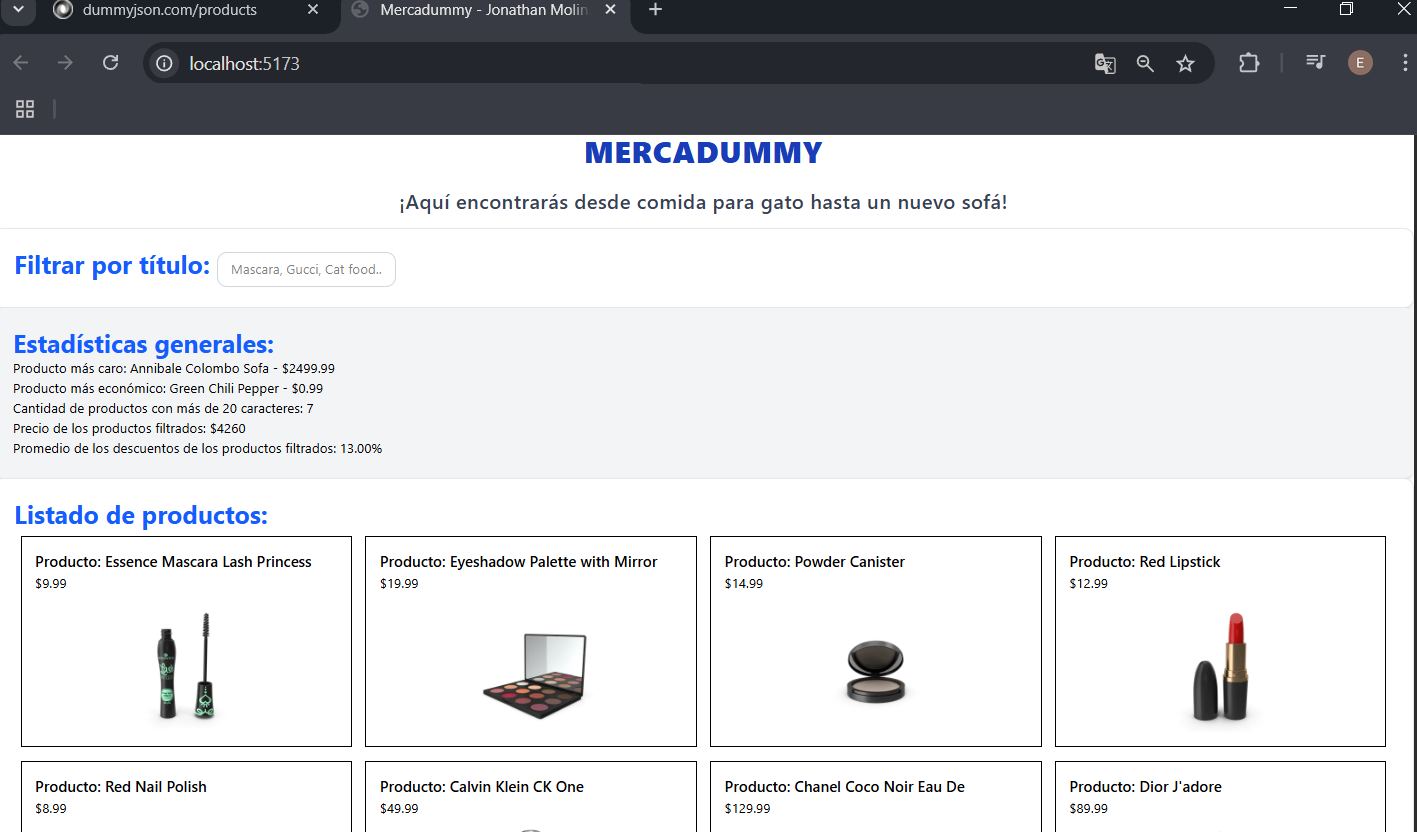 dummyjson.com/products
Mercadummy - Jonathan Molin
localhost:5173
E
MERCADUMMY
¡Aquí encontrarás desde comida para gato hasta un nuevo sofá!
Filtrar por título: Mascara, Gucci, Cat food..
Estadísticas generales:
Producto más caro: Annibale Colombo Sofa - $2499.99
Producto más económico: Green Chili Pepper - $0.99
Cantidad de productos con más de 20 caracteres: 7
Precio de los productos filtrados: $4260
Promedio de los descuentos de los productos filtrados: 13.00%
Listado de productos:
Producto: Essence Mascara Lash Princess
$9.99
Producto: Eyeshadow Palette with Mirror
$19.99
Producto: Powder Canister
$14.99
Producto: Red Lipstick
$12.99
Producto: Red Nail Polish
$8.99
Producto: Calvin Klein CK One
$49.99
Producto: Chanel Coco Noir Eau De
$129.99
Producto: Dior J'adore
$89.99